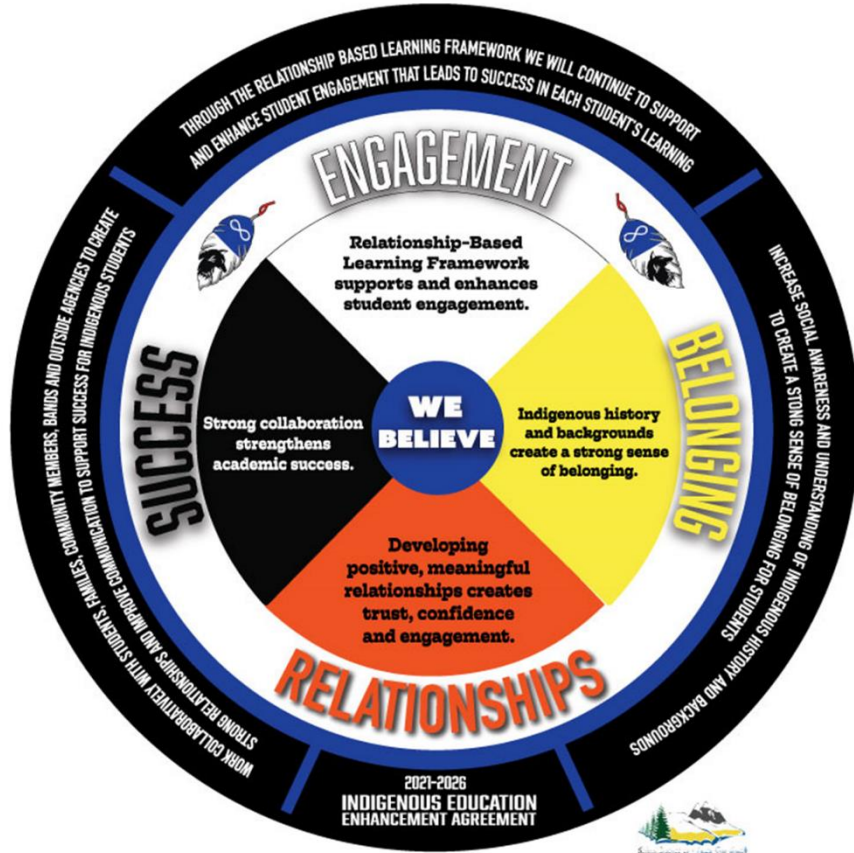 THROUGH THE RELATIONSHIP BASED LEARNING FRAMEWORK WE WILL CONTINUE TO SUPPORT
AND ENHANCE STUDENT ENGAGEMENT THAT LEADS TO SUCCESS IN EACH STUDENT'S LEARNING
ENGAGEMENT
Relationship-Based
Learning Framework
supports and enhances
student engagement.
INCREASE SOCIAL AWARENESS AND UNDERSTANDING OF INDIGENOUS HISTORY AND BACKGROUNDS
TO CREATE A STONG SENSE OF BELONGING FOR STUDENTS
BELONGING
Indigenous history
and backgrounds
create a strong sense
of belonging.
WE
BELIEVE
SUCCESS
Strong collaboration
strengthens
academic success.
WORK COLLABORATIVELY WITH STUDENTS, FAMILIES, COMMUNITY MEMBERS, BANDS AND OUTSIDE AGENCIES TO CREATE
STRONG RELATIONSHIPS AND IMPROVE COMMUNICATION TO SUPPORT SUCCESS FOR INDIGENOUS STUDENTS
Developing
positive, meaningful
relationships creates
trust, confidence
and engagement.
RELATIONSHIPS
2021-2026
INDIGENOUS EDUCATION
ENHANCEMENT AGREEMENT